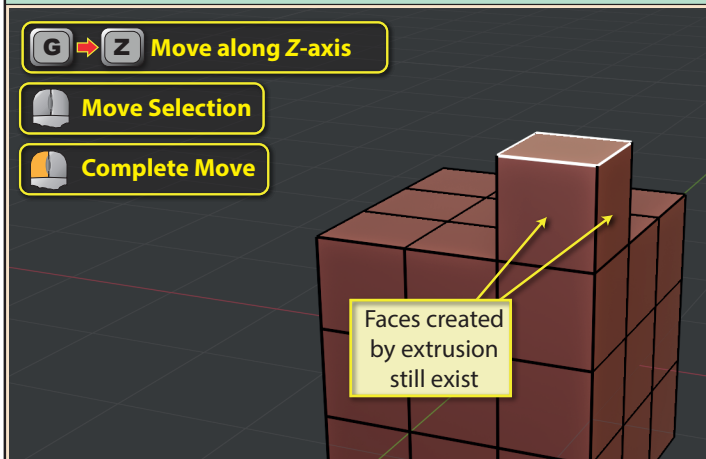 G Z Move along Z-axis
Move Selection
Complete Move
Faces created
by extrusion
still exist